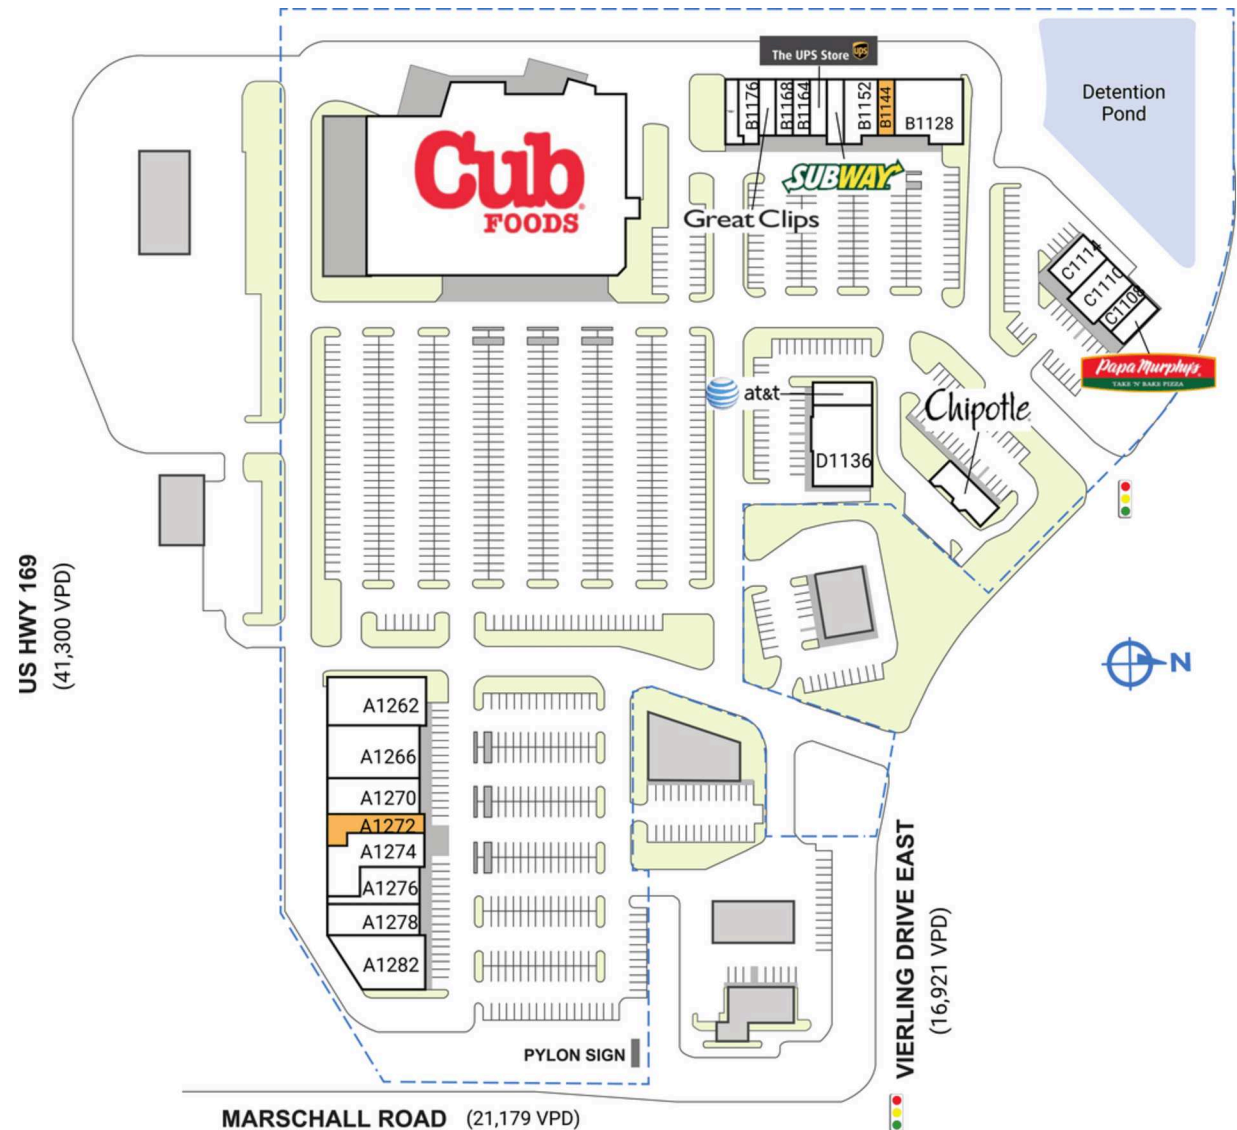 The UPS Store
ups
Detention
Pond
B1176
B1168
B1164
B1152
B1144
B1128
Cub
FOODS
SUBWAY
Great Clips
C1114
C1110
C1108
Papa Murphy's
TAKE 'N' BAKE PIZZA
at&t
Chipotle
D1136
US HWY 169
(41,300 VPD)
N
A1262
A1266
A1270
A1272
A1274
A1276
A1278
A1282
VIERLING DRIVE EAST
(16,921 VPD)
PYLON SIGN
MARSCHALL ROAD (21,179 VPD)